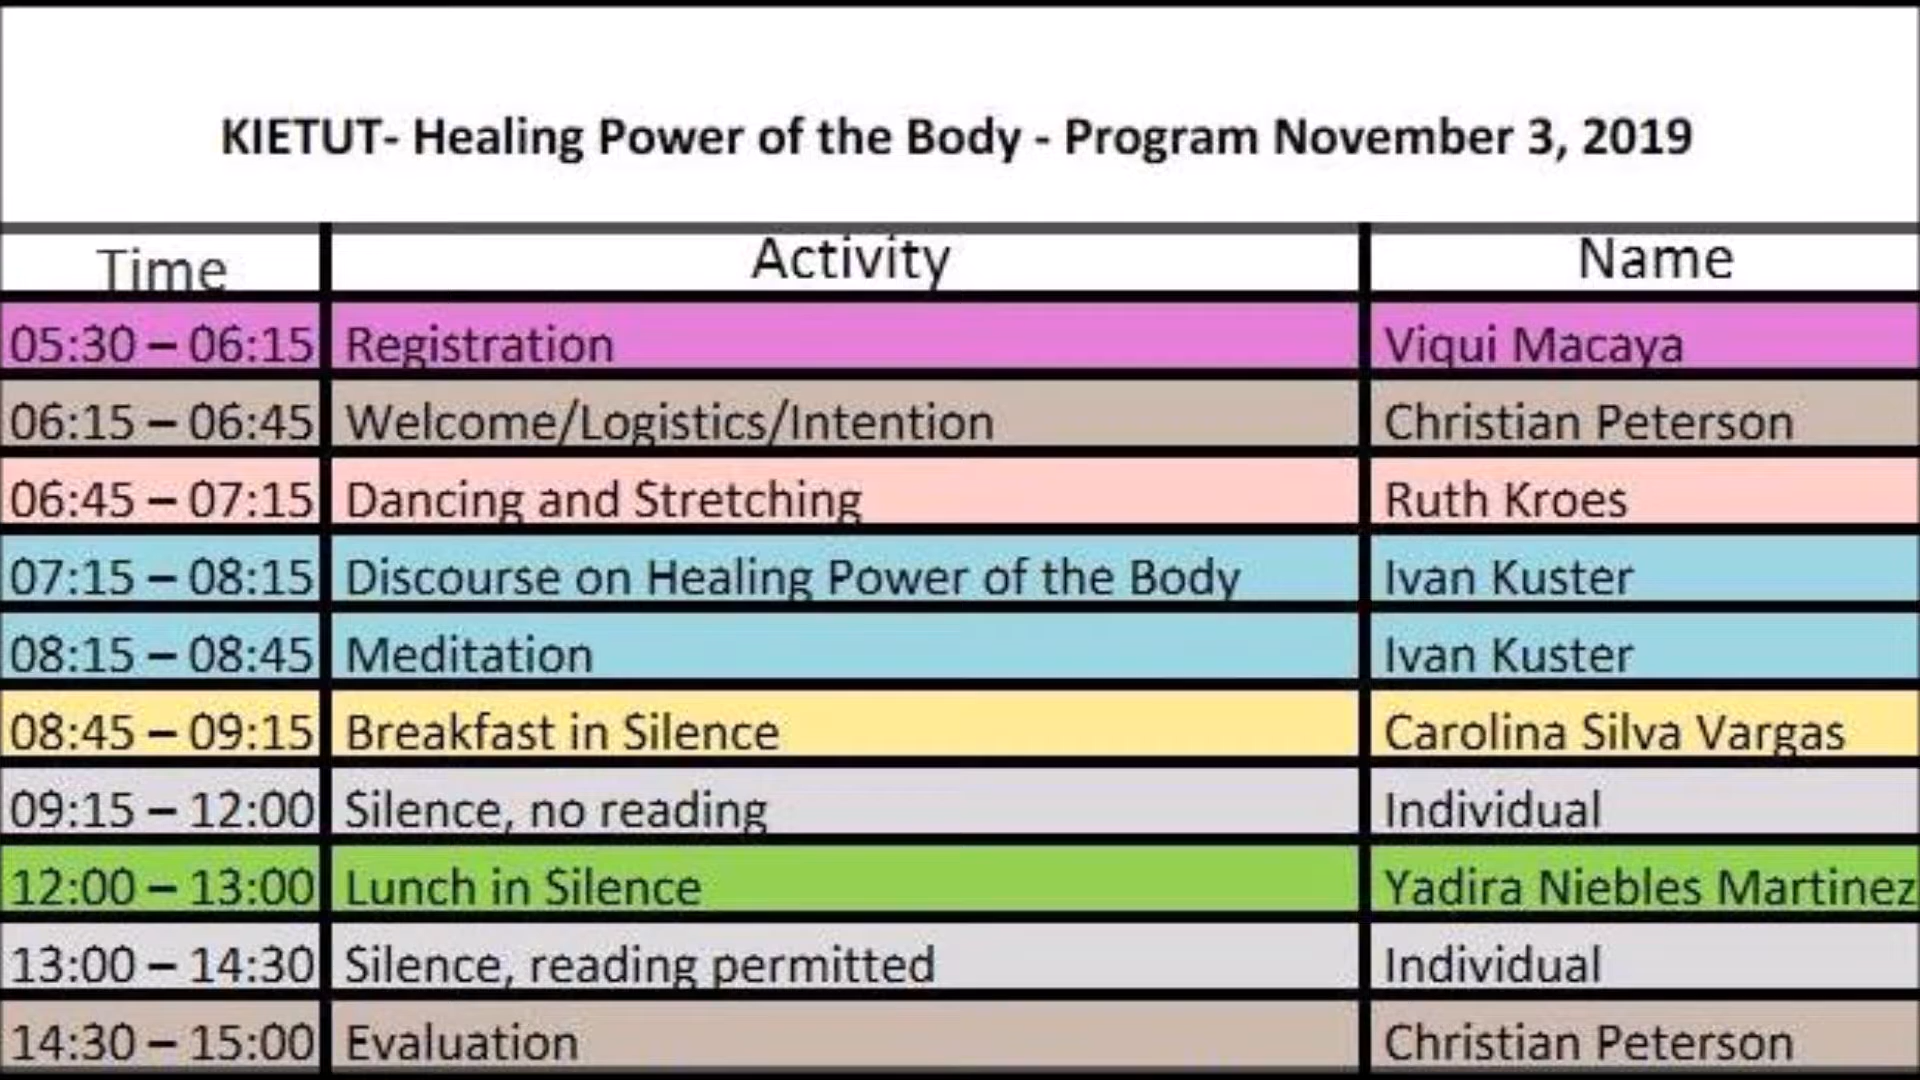 KIETUT- Healing Power of the Body - Program November 3, 2019
Time Activity Name
05:30 – 06:15 Registration Viqui Macaya
06:15 – 06:45 Welcome/Logistics/Intention Christian Peterson
06:45 – 07:15 Dancing and Stretching Ruth Kroes
07:15 – 08:15 Discourse on Healing Power of the Body Ivan Kuster
08:15 – 08:45 Meditation Ivan Kuster
08:45 – 09:15 Breakfast in Silence Carolina Silva Vargas
09:15 – 12:00 Silence, no reading Individual
12:00 – 13:00 Lunch in Silence Yadira Niebles Martinez
13:00 – 14:30 Silence, reading permitted Individual
14:30 – 15:00 Evaluation Christian Peterson